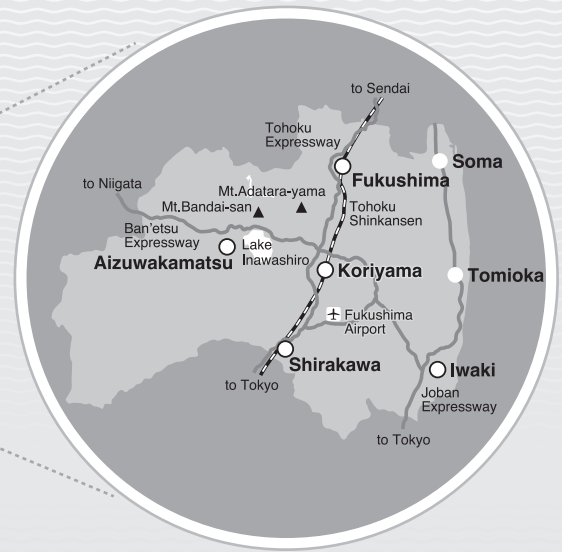 to Sendai
Tohoku
Expressway
Soma
Fukushima
to Niigata
Mt.Adatara-yama
Mt.Bandai-san
Tohoku
Shinkansen
Ban'etsu
Expressway
Lake
Inawashiro
Aizuwakamatsu
Koriyama
Tomioka
Fukushima
Airport
Shirakawa
Iwaki
to Tokyo
Joban
Expressway
to Tokyo